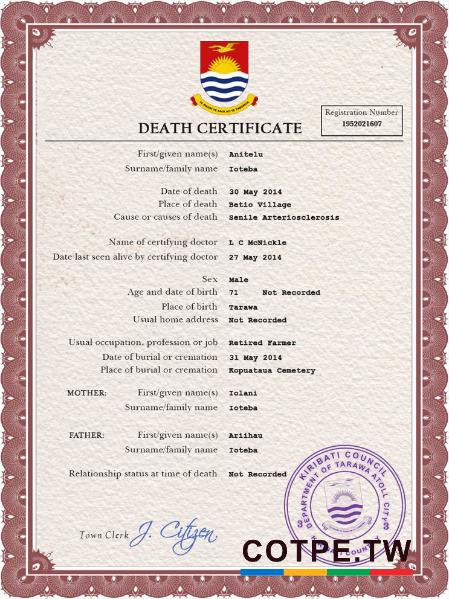 DEATH CERTIFICATE
Registration Number
1952021607
First/given name(s) Anitelu
Surname/family name Ioteba
Date of death 30 May 2014
Place of death Betio Village
Cause or causes of death Senile Arteriosclerosis
Name of certifying doctor L C McNickle
Date last seen alive by certifying doctor 27 May 2014
Sex Male
Age and date of birth 71 Not Recorded
Place of birth Tarawa
Usual home address Not Recorded
Usual occupation, profession or job Retired Farmer
Date of burial or cremation 31 May 2014
Place of burial or cremation Kopuataua Cemetery
MOTHER: First/given name(s) Iolani
Surname/family name Ioteba
FATHER: First/given name(s) Ariihau
Surname/family name Ioteba
Relationship status at time of death Not Recorded
KIRIBATI COUNCIL
DEPARTMENT OF TARAWA ATOLL CITY
3 3
Town Clerk J. Citizen
COTPE.TW